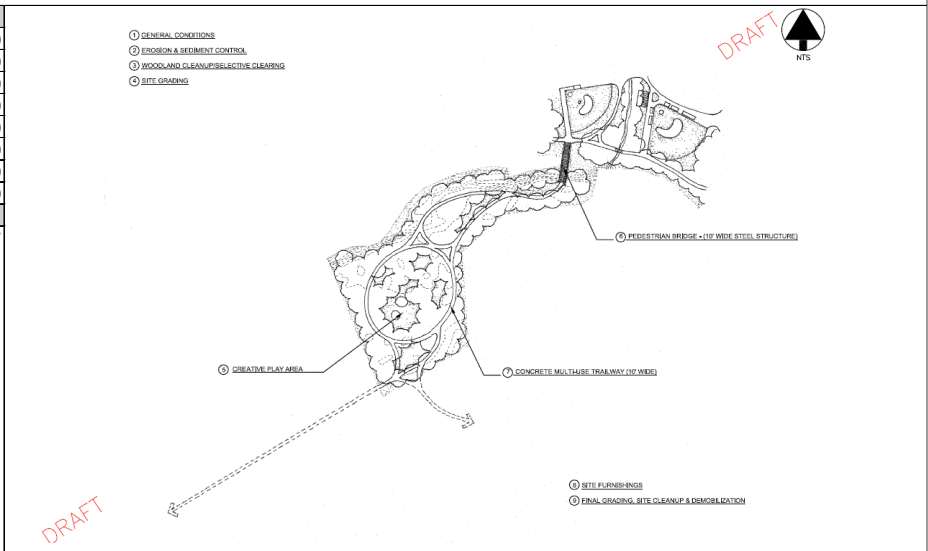 ① GENERAL CONDITIONS
② EROSION & SEDIMENT CONTROL
③ WOODLAND CLEANUP/SELECTIVE CLEARING
④ SITE GRADING
DRAFT
NTS
⑥ PEDESTRIAN BRIDGE - (10' WIDE STEEL STRUCTURE)
⑤ CREATIVE PLAY AREA
⑦ CONCRETE MULTI-USE TRAILWAY (10' WIDE)
⑧ SITE FURNISHINGS
⑨ FINAL GRADING, SITE CLEANUP & DEMOBILIZATION
DRAFT